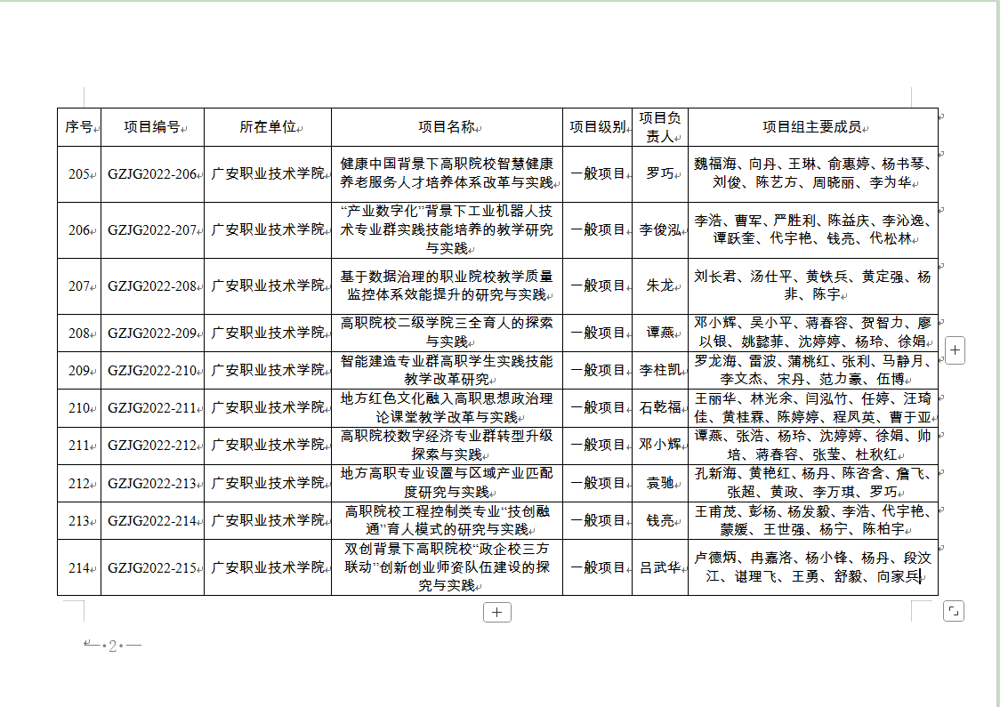 序号 项目编号 所在单位 项目名称 项目级别 项目负责人 项目组主要成员
205 GZJG2022-206 广安职业技术学院 健康中国背景下高职院校智慧健康养老服务人才培养体系改革与实践 一般项目 罗巧 魏福海、向丹、王琳、俞惠婷、杨书琴、刘俊、陈艺方、周晓丽、李为华
206 GZJG2022-207 广安职业技术学院 “产业数字化”背景下工业机器人技术专业群实践技能培养的教学研究与实践 一般项目 李俊泓 李浩、曹军、严胜利、陈益庆、李沁逸、谭跃奎、代宇艳、钱亮、代松林
207 GZJG2022-208 广安职业技术学院 基于数据治理的职业院校教学质量监控体系效能提升的研究与实践 一般项目 朱龙 刘长君、汤仕平、黄铁兵、黄定强、杨非、陈宇
208 GZJG2022-209 广安职业技术学院 高职院校二级学院三全育人的探索与实践 一般项目 谭燕 邓小辉、吴小平、蒋春容、贺智力、廖以银、姚懿菲、沈婷婷、杨玲、徐娟
209 GZJG2022-210 广安职业技术学院 智能建造专业群高职学生实践技能教学改革研究 一般项目 李柱凯 罗龙海、雷波、蒲桃红、张利、马静月、李文杰、宋丹、范力豪、伍博
210 GZJG2022-211 广安职业技术学院 地方红色文化融入高职思想政治理论课堂教学改革与实践 一般项目 石乾福 王丽华、林光余、闫泓竹、任婷、汪琦佳、黄桂霖、陈婷婷、程凤英、曹于亚
211 GZJG2022-212 广安职业技术学院 高职院校数字经济专业群转型升级探索与实践 一般项目 邓小辉 谭燕、张浩、杨玲、沈婷婷、徐娟、帅培、蒋春容、张莹、杜秋红
212 GZJG2022-213 广安职业技术学院 地方高职专业设置与区域产业匹配度研究与实践 一般项目 袁驰 孔新海、黄艳红、杨丹、陈咨含、詹飞、张超、黄政、李万琪、罗巧
213 GZJG2022-214 广安职业技术学院 高职院校工程控制类专业“技创融通”育人模式的研究与实践 一般项目 钱亮 王甫茂、彭杨、杨发毅、李浩、代宇艳、蒙媛、王世强、杨宁、陈柏宇
214 GZJG2022-215 广安职业技术学院 双创背景下高职院校“政企校三方联动”创新创业师资队伍建设的探究与实践 一般项目 吕武华 卢德炳、冉嘉洛、杨小锋、杨丹、段汶江、谌理飞、王勇、舒毅、向家兵
—·2·—